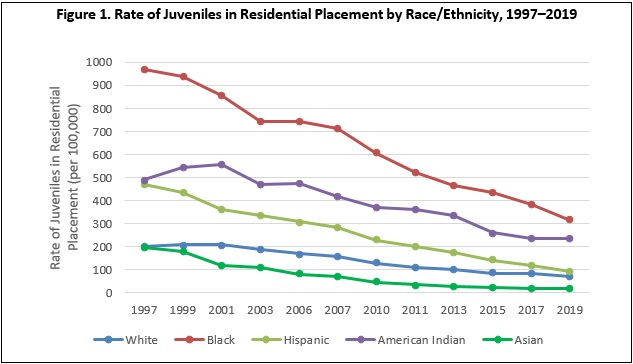 Figure 1. Rate of Juveniles in Residential Placement by Race/Ethnicity, 1997–2019
Rate of Juveniles in Residential
Placement (per 100,000)
1000
900
800
700
600
500
400
300
200
100
0
1997 1999 2001 2003 2006 2007 2010 2011 2013 2015 2017 2019
White Black Hispanic American Indian Asian